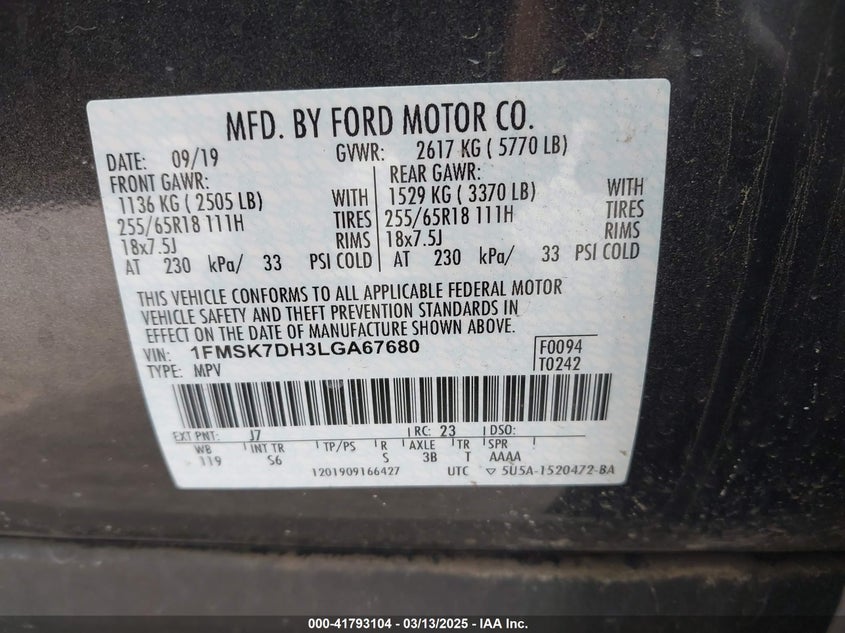 MFD. BY FORD MOTOR CO.
DATE: 09/19 GVWR: 2617 KG ( 5770 LB)
FRONT GAWR: REAR GAWR:
1136 KG ( 2505 LB) WITH 1529 KG ( 3370 LB) WITH
255/65R18 111H TIRES 255/65R18 111H TIRES
18x7.5J RIMS 18x7.5J RIMS
AT 230 kPa/ 33 PSI COLD AT 230 kPa/ 33 PSI COLD
THIS VEHICLE CONFORMS TO ALL APPLICABLE FEDERAL MOTOR
VEHICLE SAFETY AND THEFT PREVENTION STANDARDS IN
EFFECT ON THE DATE OF MANUFACTURE SHOWN ABOVE.
VIN: 1FMSK7DH3LGA67680 F0094
TYPE: MPV T0242
EXT PNT: J7 RC: 23 DSO:
WB INT TR TP/PS R AXLE TR SPR
119 S6 S 3B T AAAA
1201909166427 UTC ▽ 5U5A-1520472-BA
000-41793104 - 03/13/2025 - IAA Inc.